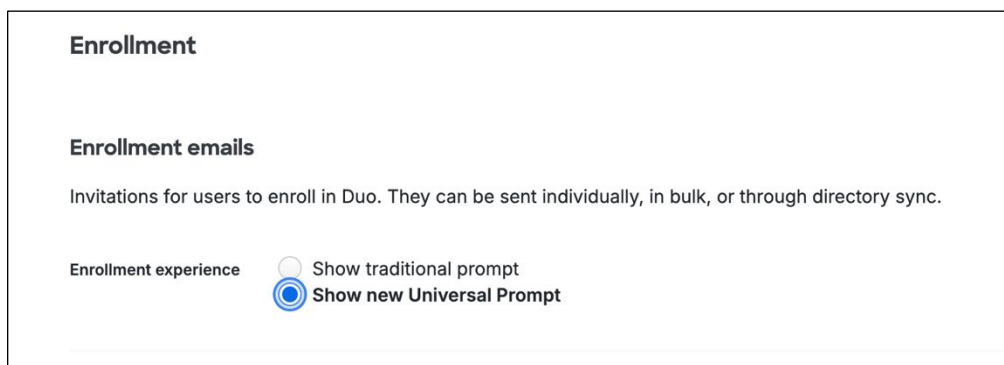 Enrollment
Enrollment emails
Invitations for users to enroll in Duo. They can be sent individually, in bulk, or through directory sync.
Enrollment experience
Show traditional prompt
Show new Universal Prompt